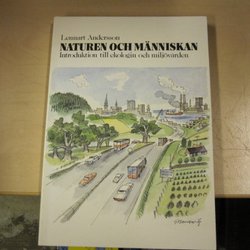 Lennart Andersson
NATUREN OCH MÄNNISKAN
Introduktion till ekologin och miljövården